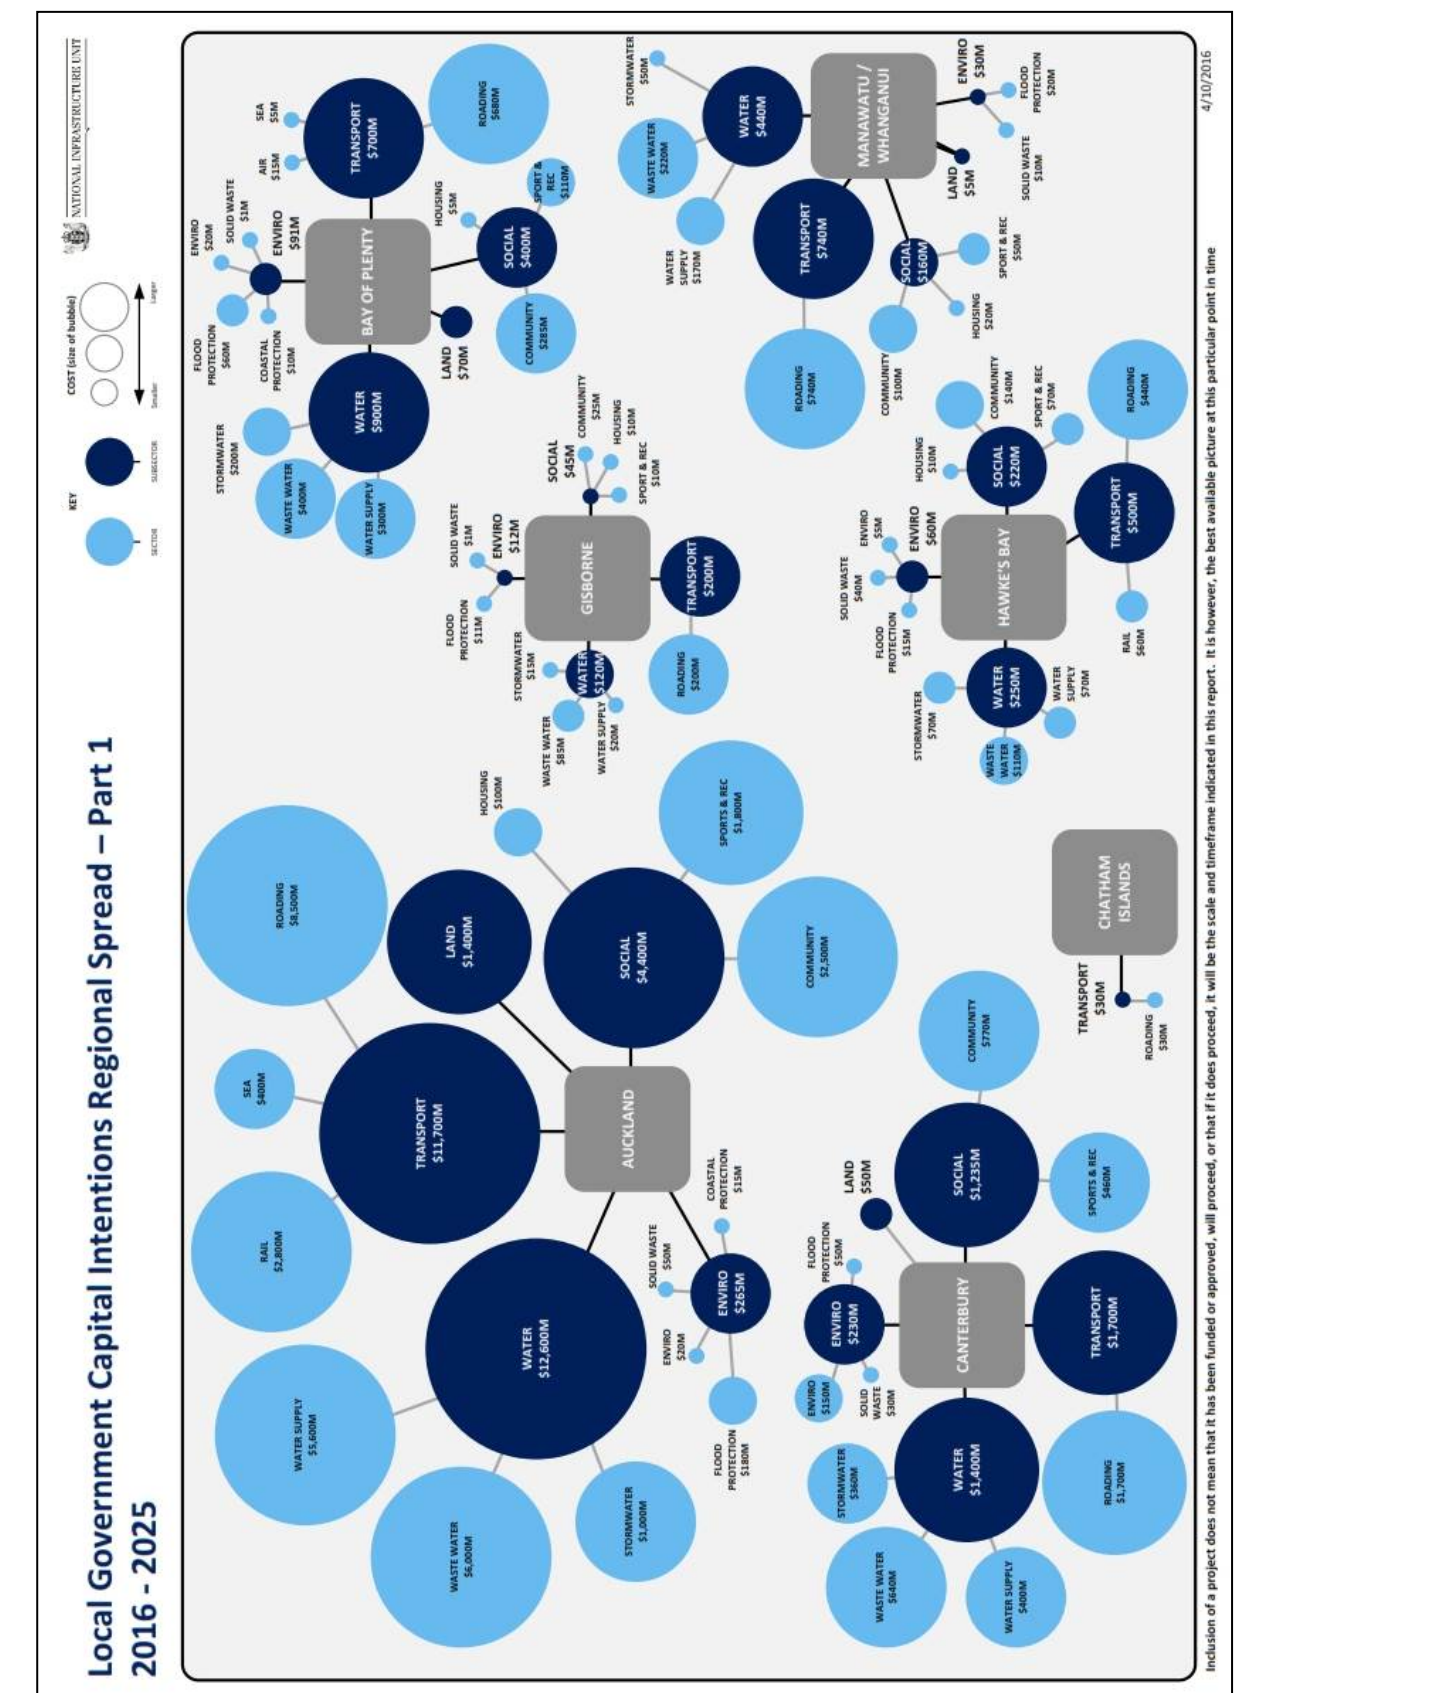 Local Government Capital Intentions Regional Spread – Part 1
2016 - 2025
KEY
SECTOR
SUBSECTOR
COST (size of bubble)
Smaller
Larger
NATIONAL INFRASTRUCTURE UNIT
AUCKLAND
TRANSPORT
$11,700M
RAIL
$2,800M
SEA
$400M
ROADING
$8,500M
LAND
$1,400M
SOCIAL
$4,400M
HOUSING
$100M
SPORTS & REC
$1,800M
COMMUNITY
$2,500M
WATER
$12,600M
WATER SUPPLY
$5,600M
WASTE WATER
$6,000M
STORMWATER
$1,000M
ENVIRO
$265M
SOLID WASTE
$50M
COASTAL
PROTECTION
$15M
ENVIRO
$20M
FLOOD
PROTECTION
$180M
BAY OF PLENTY
WATER
$900M
STORMWATER
$200M
WASTE WATER
$400M
WATER SUPPLY
$300M
ENVIRO
$91M
FLOOD
PROTECTION
$60M
ENVIRO
$20M
SOLID WASTE
$1M
COASTAL
PROTECTION
$10M
TRANSPORT
$700M
AIR
$15M
SEA
$5M
ROADING
$680M
LAND
$70M
SOCIAL
$400M
HOUSING
$5M
SPORT &
REC
$110M
COMMUNITY
$285M
GISBORNE
ENVIRO
$12M
SOLID WASTE
$1M
FLOOD
PROTECTION
$11M
SOCIAL
$45M
COMMUNITY
$25M
HOUSING
$10M
SPORT & REC
$10M
WATER
$120M
STORMWATER
$15M
WASTE WATER
$85M
WATER SUPPLY
$20M
TRANSPORT
$200M
ROADING
$200M
MANAWATU /
WHANGANUI
WATER
$440M
STORMWATER
$50M
WASTE WATER
$220M
WATER
SUPPLY
$170M
TRANSPORT
$740M
ROADING
$740M
SOCIAL
$160M
COMMUNITY
$100M
HOUSING
$20M
SPORT & REC
$50M
LAND
$5M
ENVIRO
$30M
FLOOD
PROTECTION
$20M
SOLID WASTE
$10M
HAWKE'S BAY
ENVIRO
$60M
SOLID WASTE
$40M
ENVIRO
$5M
FLOOD
PROTECTION
$15M
SOCIAL
$220M
HOUSING
$10M
COMMUNITY
$140M
SPORT & REC
$70M
WATER
$250M
STORMWATER
$70M
WASTE
WATER
$110M
WATER
SUPPLY
$70M
TRANSPORT
$500M
RAIL
$60M
ROADING
$440M
CANTERBURY
ENVIRO
$230M
ENVIRO
$150M
FLOOD
PROTECTION
$50M
SOLID
WASTE
$30M
LAND
$50M
SOCIAL
$1,235M
COMMUNITY
$770M
SPORTS & REC
$460M
WATER
$1,400M
STORMWATER
$360M
WASTE WATER
$640M
WATER SUPPLY
$400M
TRANSPORT
$1,700M
ROADING
$1,700M
CHATHAM
ISLANDS
TRANSPORT
$30M
ROADING
$30M
Inclusion of a project does not mean that it has been funded or approved, will proceed, or that if it does proceed, it will be the scale and timeframe indicated in this report. It is however, the best available picture at this particular point in time
4/10/2016